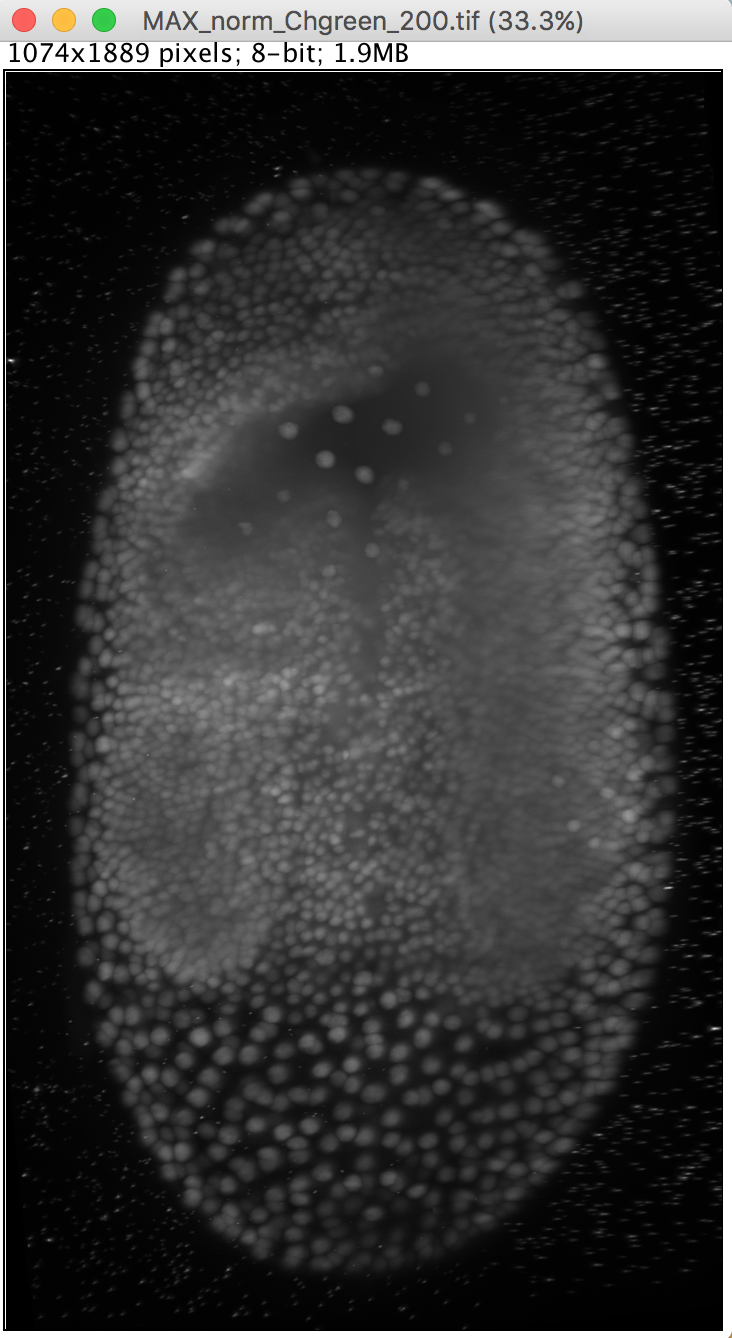 MAX_norm_Chgreen_200.tif (33.3%)
1074x1889 pixels; 8-bit; 1.9MB